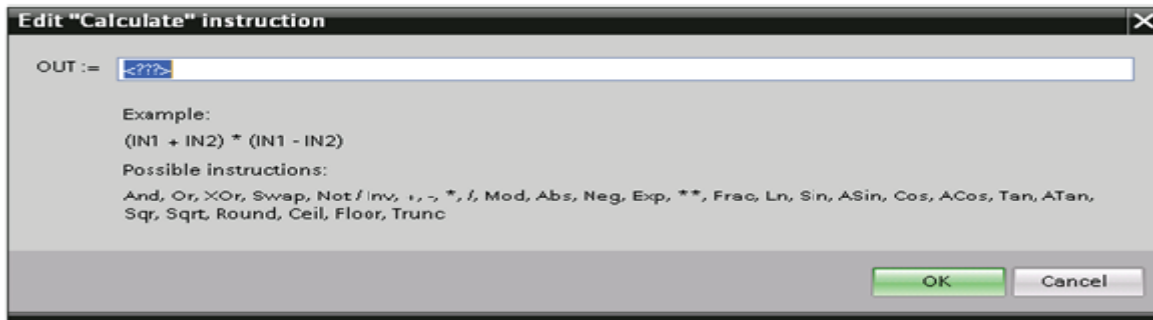 Edit "Calculate" instruction
OUT := <???>
Example:
(IN1 + IN2) * (IN1 - IN2)
Possible instructions:
And, Or, XOr, Swap, Not / Inv, +, -, *, /, Mod, Abs, Neg, Exp, **, Frac, Ln, Sin, ASin, Cos, ACos, Tan, ATan,
Sqr, Sqrt, Round, Ceil, Floor, Trunc
OK Cancel